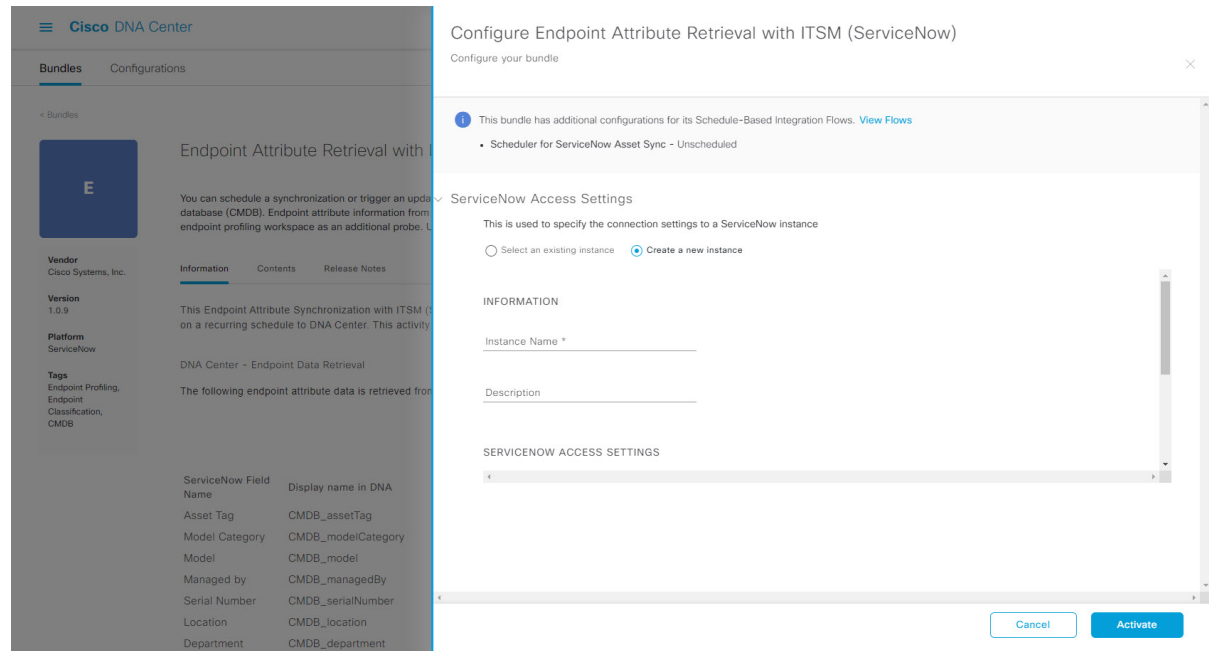 Cisco DNA Center
Bundles Configurations
< Bundles
E
Vendor
Cisco Systems, Inc.
Version
1.0.9
Platform
ServiceNow
Tags
Endpoint Profiling,
Endpoint
Classification,
CMDB
Endpoint Attribute Retrieval with
You can schedule a synchronization or trigger an upda
database (CMDB). Endpoint attribute information from
endpoint profiling workspace as an additional probe.
Information Contents Release Notes
This Endpoint Attribute Synchronization with ITSM
on a recurring schedule to DNA Center. This activity
DNA Center - Endpoint Data Retrieval
The following endpoint attribute data is retrieved from
ServiceNow Field
Name
Display name in DNA
Asset Tag CMDB_assetTag
Model Category CMDB_modelCategory
Model CMDB_model
Managed by CMDB_managedBy
Serial Number CMDB_serialNumber
Location CMDB_location
Department CMDB_department
Configure Endpoint Attribute Retrieval with ITSM (ServiceNow)
Configure your bundle
i This bundle has additional configurations for its Schedule-Based Integration Flows. View Flows
• Scheduler for ServiceNow Asset Sync - Unscheduled
ServiceNow Access Settings
This is used to specify the connection settings to a ServiceNow instance
Select an existing instance Create a new instance
INFORMATION
Instance Name *
Description
SERVICENOW ACCESS SETTINGS
Cancel Activate